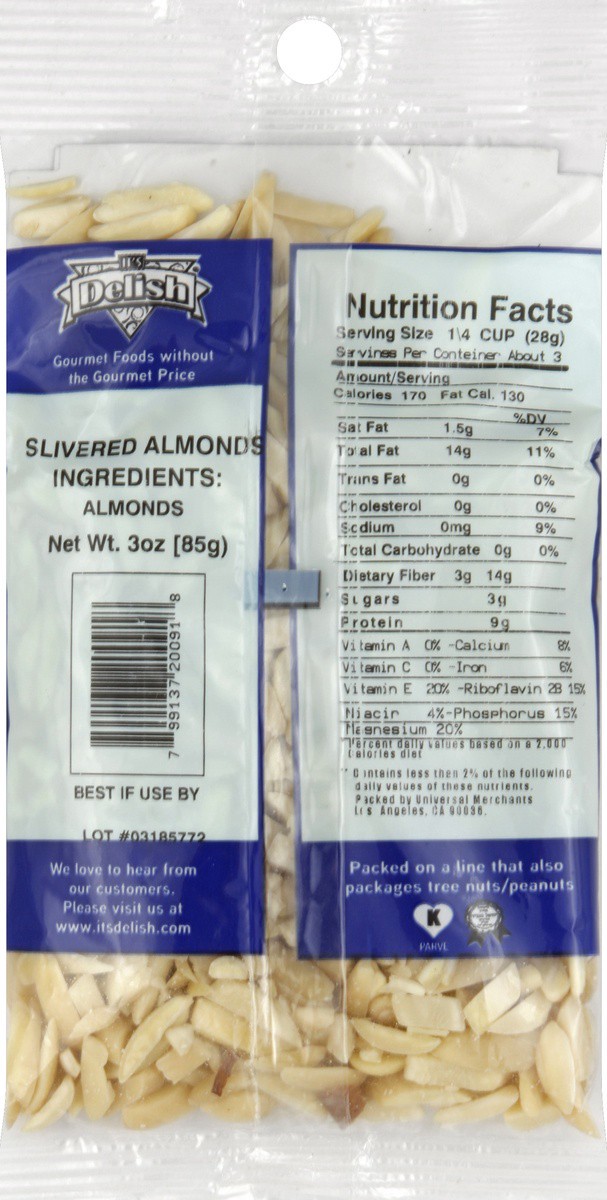 IT'S
Delish
Gourmet Foods without
the Gourmet Price
SLIVERED ALMONDS
INGREDIENTS:
ALMONDS
Net Wt. 3oz [85g)
7 99137 20091 8
BEST IF USE BY
LOT #03185772
We love to hear from
our customers.
Please visit us at
www.itsdelish.com
Nutrition Facts
Serving Size 1\4 CUP (28g)
Servings Per Conteiner About 3
Amount/Serving
Calories 170 Fat Cal. 130
%DV
Sat Fat 1.5g 7%
Total Fat 14g 11%
Trans Fat 0g 0%
Cholesterol 0g 0%
Sodium 0mg 9%
Total Carbohydrate 0g 0%
Dietary Fiber 3g 14g
Sugars 3g
Protein 9g
Vitamin A 0% -Calcium 8%
Vitamin C 0% -Iron 6%
Vitamin E 20% -Riboflavin 2B 15%
Niacin 4%-Phosphorus 15%
Magnesium 20%
Percent daily values based on a 2,000
Calories diet
** Contains less then 2% of the following
daily values of these nutrients.
Packed by Universal Merchants
Los Angeles, CA 90036.
Packed on a line that also
packages tree nuts/peanuts
K
PARVE